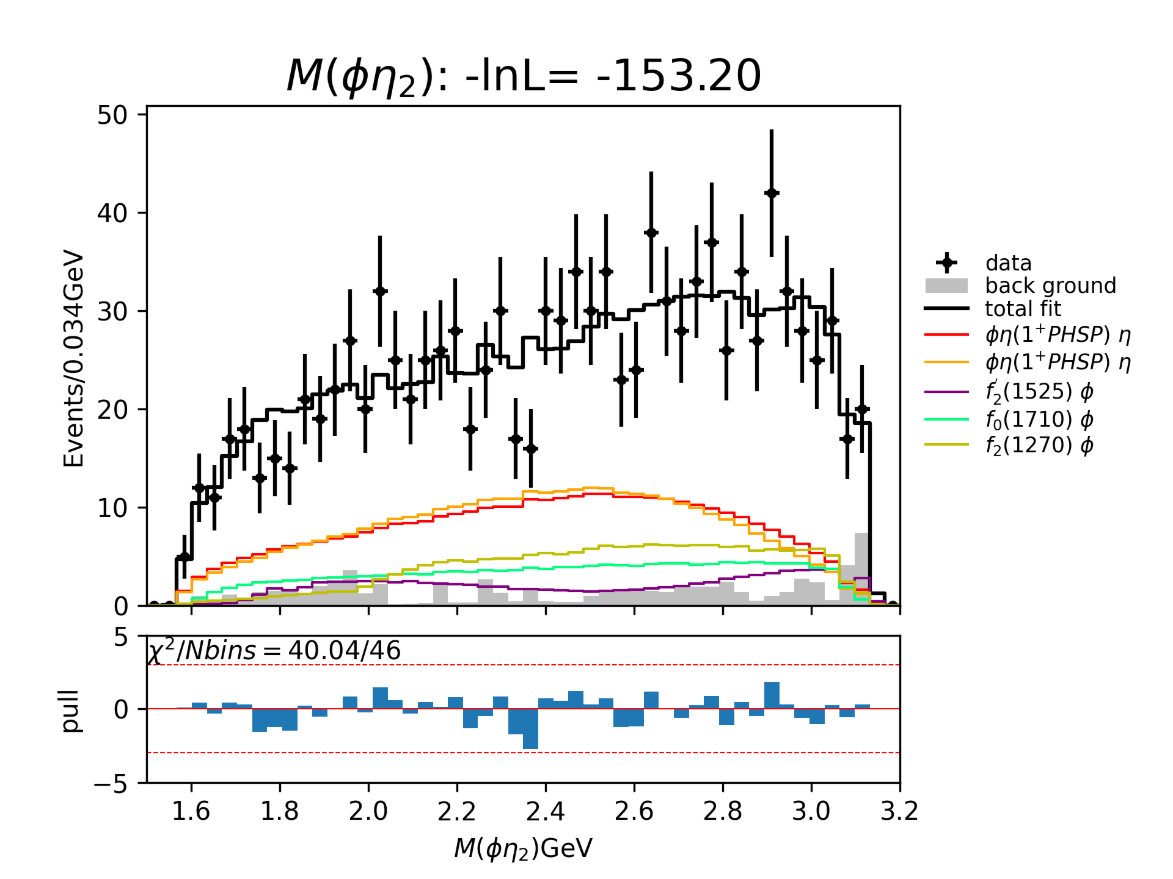 M(ϕη₂): -lnL= -153.20
50
40
30
20
10
0
Events/0.034GeV
data
back ground
total fit
ϕη(1⁺PHSP) η
ϕη(1⁺PHSP) η
f₂′(1525) ϕ
f₀(1710) ϕ
f₂(1270) ϕ
χ²/Nbins = 40.04/46
5
0
−5
pull
1.6 1.8 2.0 2.2 2.4 2.6 2.8 3.0 3.2
M(ϕη₂)GeV